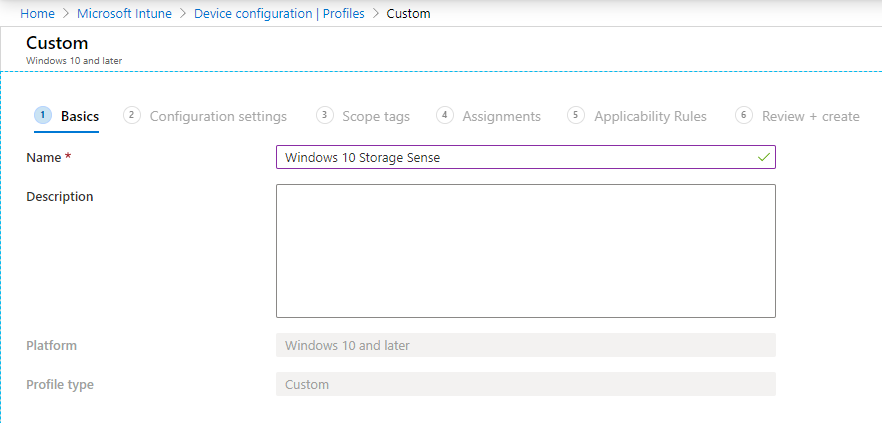 Home > Microsoft Intune > Device configuration | Profiles > Custom
Custom
Windows 10 and later
1 Basics 2 Configuration settings 3 Scope tags 4 Assignments 5 Applicability Rules 6 Review + create
Name * Windows 10 Storage Sense
Description
Platform Windows 10 and later
Profile type Custom